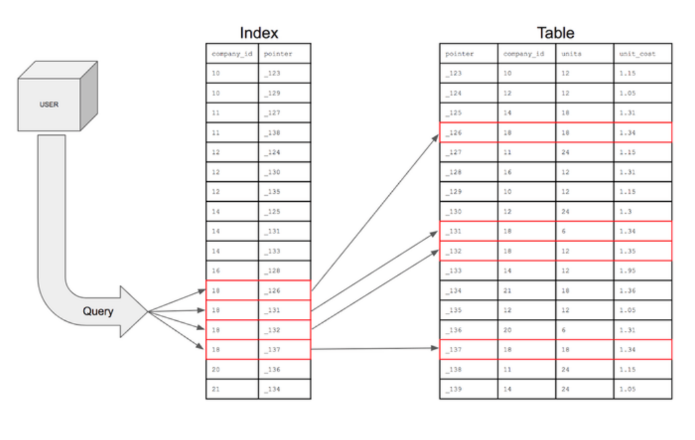 Index
company_id pointer
10 _123
10 _129
11 _127
11 _138
12 _124
12 _130
12 _135
14 _125
14 _131
14 _133
16 _128
18 _126
18 _131
18 _132
18 _137
20 _136
21 _134
Table
pointer company_id units unit_cost
_123 10 12 1.15
_124 12 12 1.05
_125 14 18 1.31
_126 18 18 1.34
_127 11 24 1.15
_128 16 12 1.31
_129 10 12 1.15
_130 12 24 1.3
_131 18 6 1.34
_132 18 12 1.35
_133 14 12 1.95
_134 21 18 1.36
_135 12 12 1.05
_136 20 6 1.31
_137 18 18 1.34
_138 11 24 1.15
_139 14 24 1.05
USER
Query